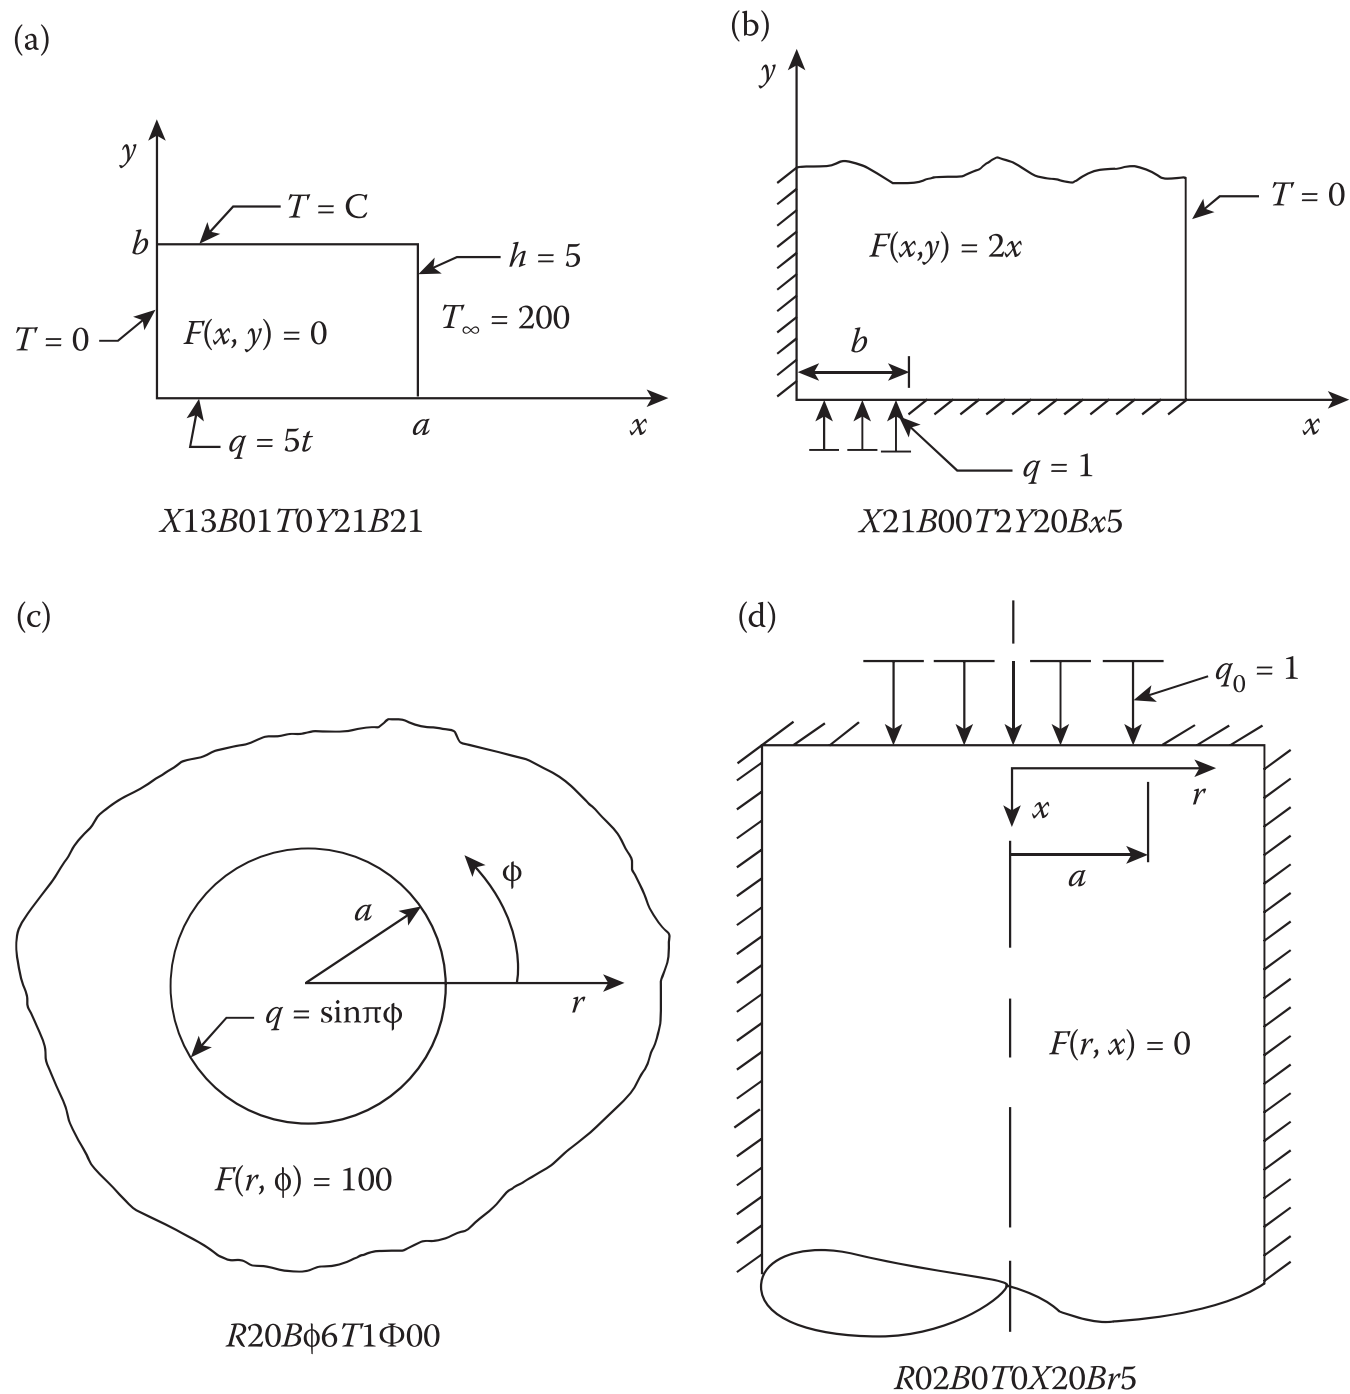 (a)
y
T = C
b
h = 5
T∞ = 200
T = 0
F(x, y) = 0
a
x
q = 5t
X13B01T0Y21B21
(b)
y
T = 0
F(x,y) = 2x
b
x
q = 1
X21B00T2Y20Bx5
(c)
ϕ
a
r
q = sinπϕ
F(r, ϕ) = 100
R20Bϕ6T1Φ00
(d)
q0 = 1
r
x
a
F(r, x) = 0
R02B0T0X20Br5